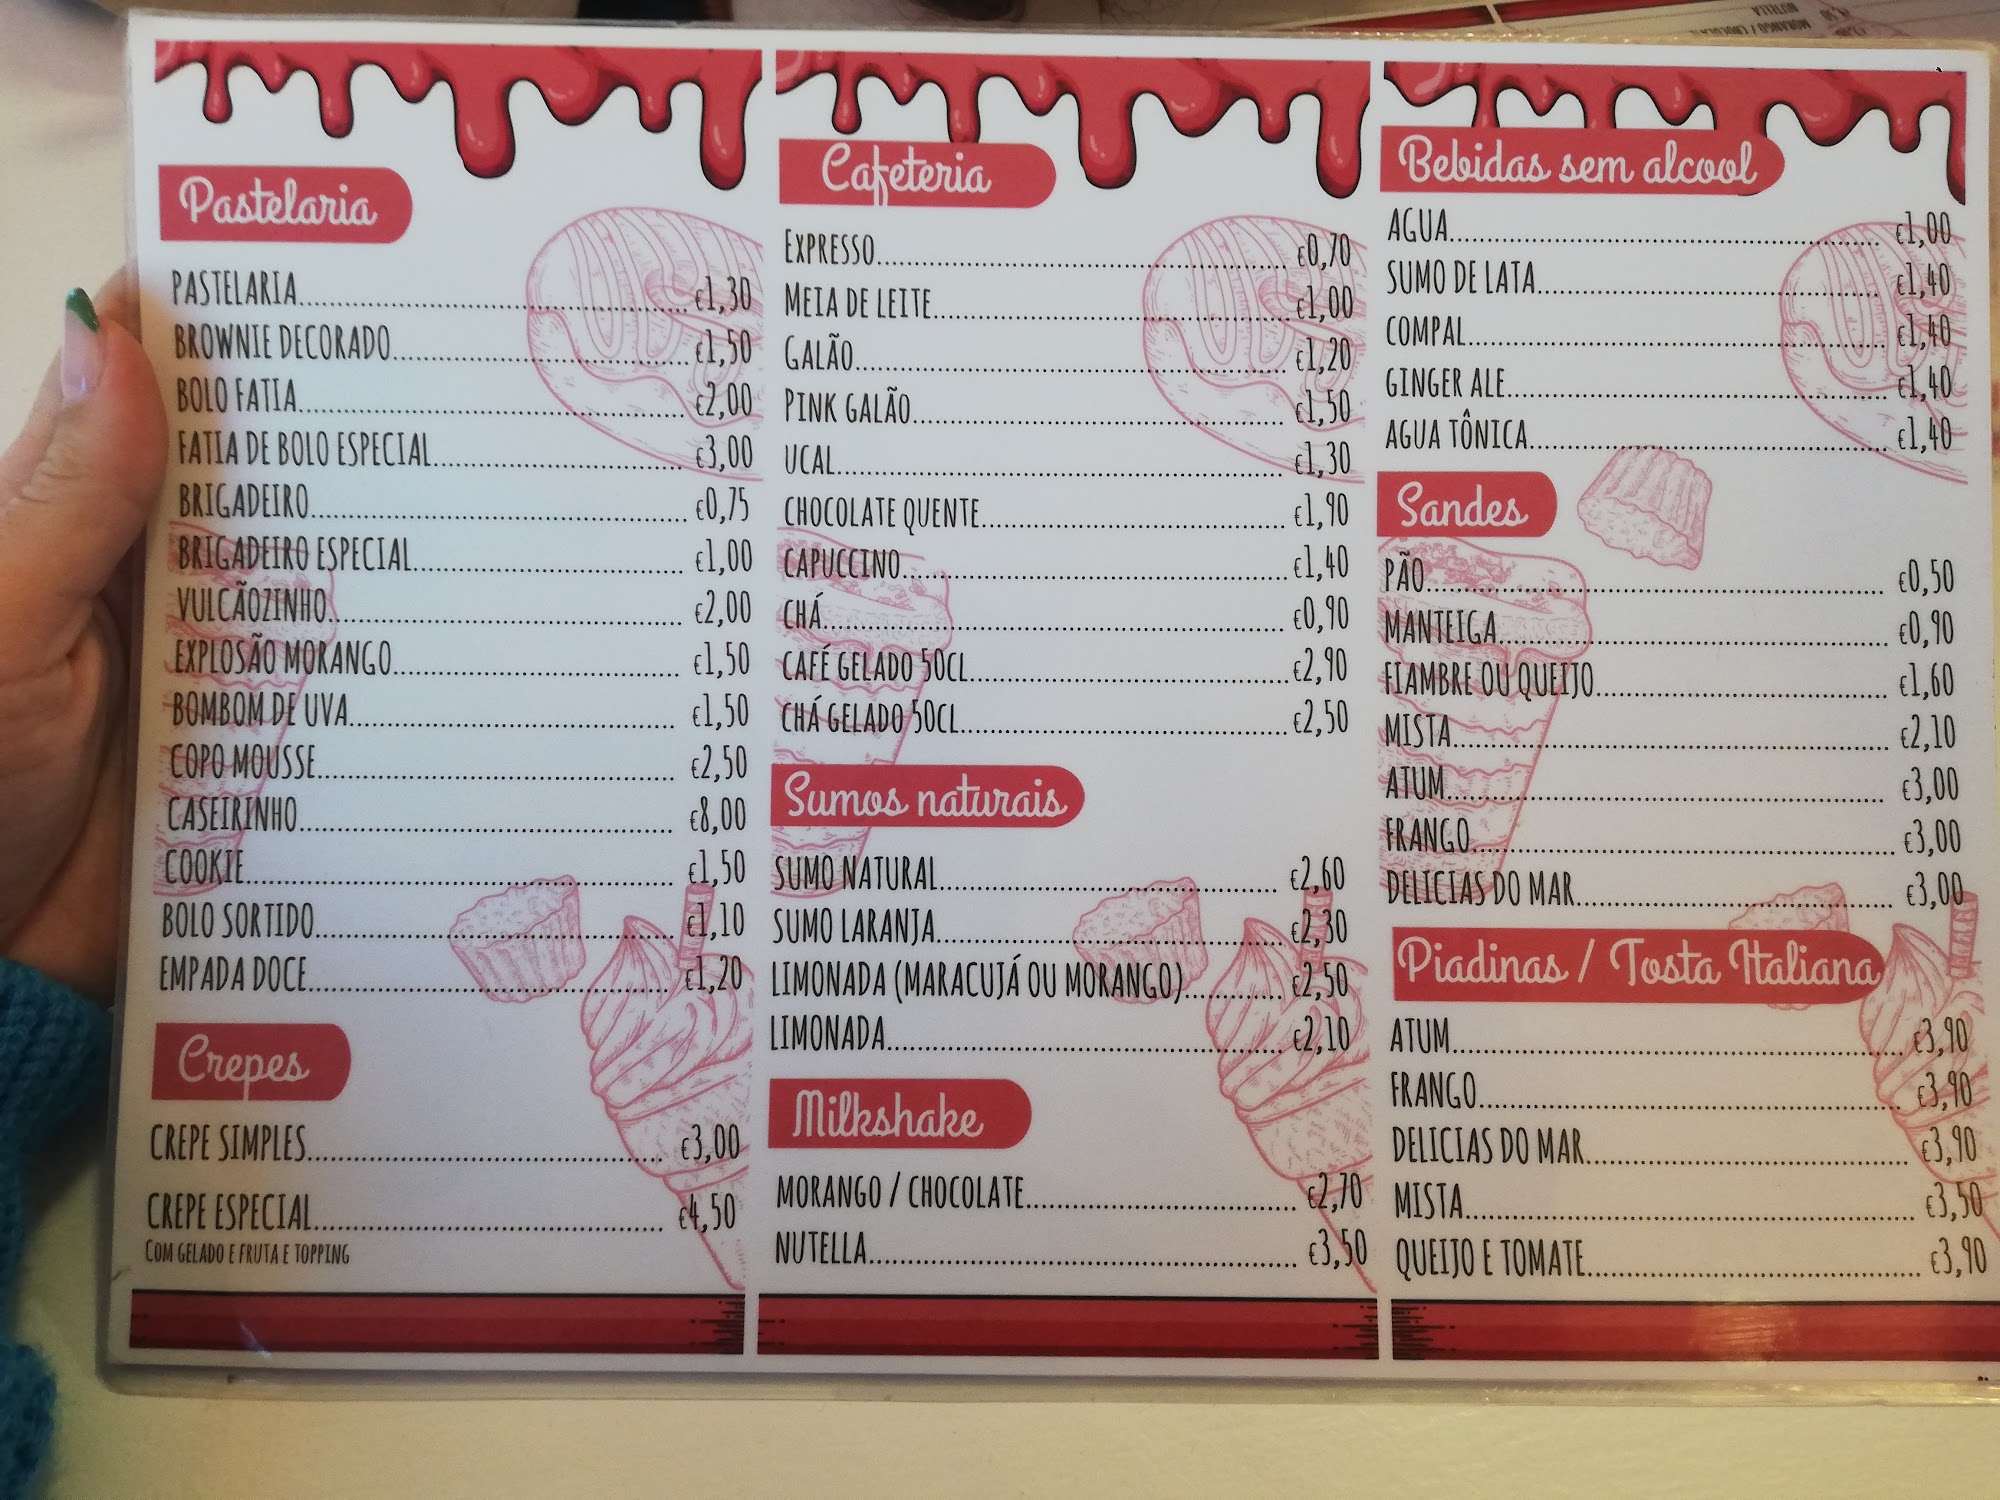 Pastelaria
PASTELARIA........€1,30
BROWNIE DECORADO........€1,50
BOLO FATIA........€2,00
FATIA DE BOLO ESPECIAL........€3,00
BRIGADEIRO........€0,75
BRIGADEIRO ESPECIAL........€1,00
VULCÃOZINHO........€2,00
EXPLOSÃO MORANGO........€1,50
BOMBOM DE UVA........€1,50
COPO MOUSSE........€2,50
CASEIRINHO........€8,00
COOKIE........€1,50
BOLO SORTIDO........€1,10
EMPADA DOCE........€1,20
Crepes
CREPE SIMPLES........€3,00
CREPE ESPECIAL........€4,50
COM GELADO E FRUTA E TOPPING
Cafeteria
EXPRESSO........€0,70
MEIA DE LEITE........€1,00
GALÃO........€1,20
PINK GALÃO........€1,50
UCAL........€1,30
CHOCOLATE QUENTE........€1,90
CAPUCCINO........€1,40
CHÁ........€0,90
CAFÉ GELADO 50CL........€2,90
CHÁ GELADO 50CL........€2,50
Sumos naturais
SUMO NATURAL........€2,60
SUMO LARANJA........€2,30
LIMONADA (MARACUJÁ OU MORANGO)........€2,50
LIMONADA........€2,10
Milkshake
MORANGO / CHOCOLATE........€2,70
NUTELLA........€3,50
Bebidas sem alcool
AGUA........€1,00
SUMO DE LATA........€1,40
COMPAL........€1,40
GINGER ALE........€1,40
AGUA TÔNICA........€1,40
Sandes
PÃO........€0,50
MANTEIGA........€0,90
FIAMBRE OU QUEIJO........€1,60
MISTA........€2,10
ATUM........€3,00
FRANGO........€3,00
DELICIAS DO MAR........€3,00
Piadinas / Tosta Italiana
ATUM........€3,90
FRANGO........€3,90
DELICIAS DO MAR........€3,90
MISTA........€3,50
QUEIJO E TOMATE........€3,90
NUTELLA